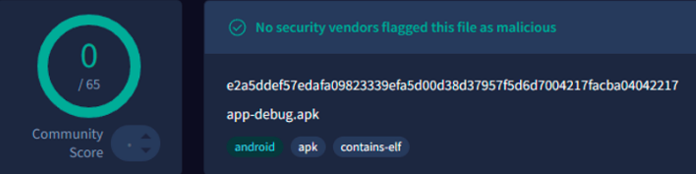 0
/ 65
Community
Score
No security vendors flagged this file as malicious
e2a5ddef57edafa09823339efa5d00d38d37957f5d6d7004217facba04042217
app-debug.apk
android apk contains-elf